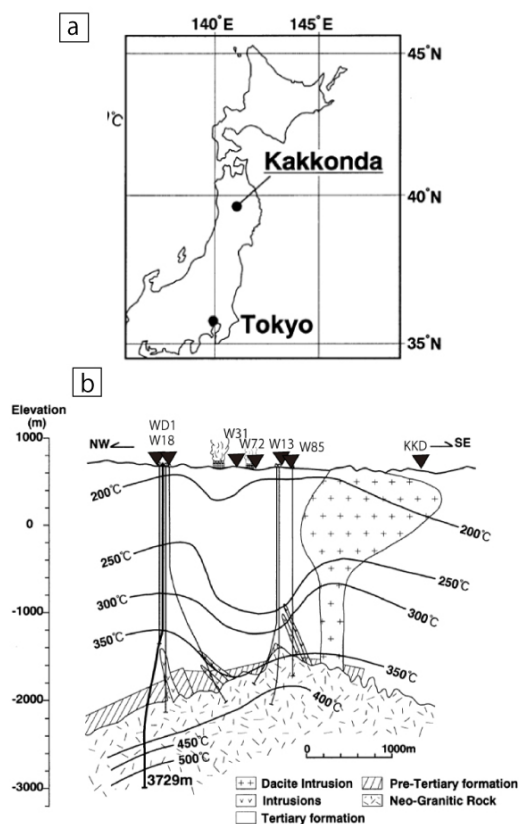 a
140°E 145°E
45°N
)℃
Kakkonda
40°N
Tokyo
35°N
b
Elevation
(m)
1000
0
-1000
-2000
-3000
NW
WD1
W18
W31
W72
W13
W85
KKD
SE
200℃
200℃
250℃
250℃
300℃
300℃
350℃
350℃
400℃
450℃
500℃
3729m
0 1000m
Dacite Intrusion
Pre-Tertiary formation
Intrusions
Neo-Granitic Rock
Tertiary formation